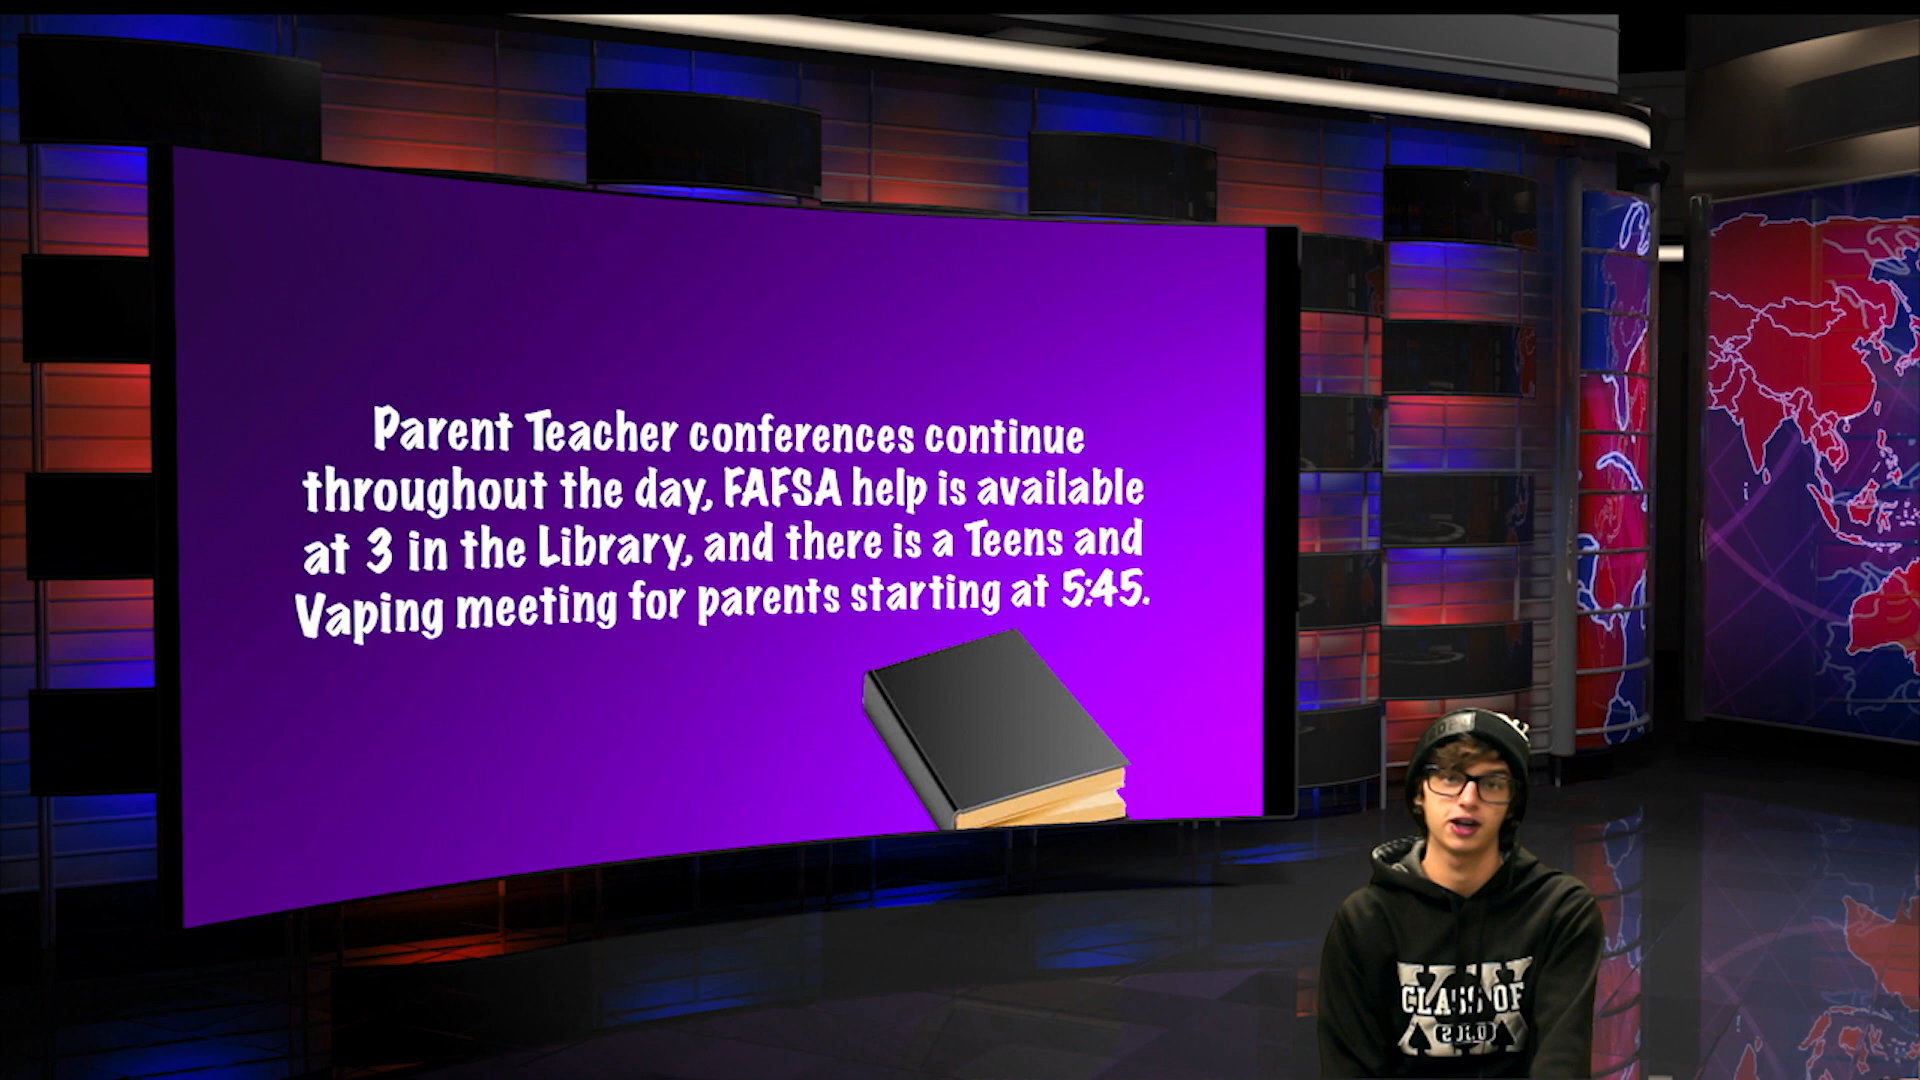 Parent Teacher conferences continue
throughout the day, FAFSA help is available
at 3 in the Library, and there is a Teens and
Vaping meeting for parents starting at 5:45.
CLASS OF